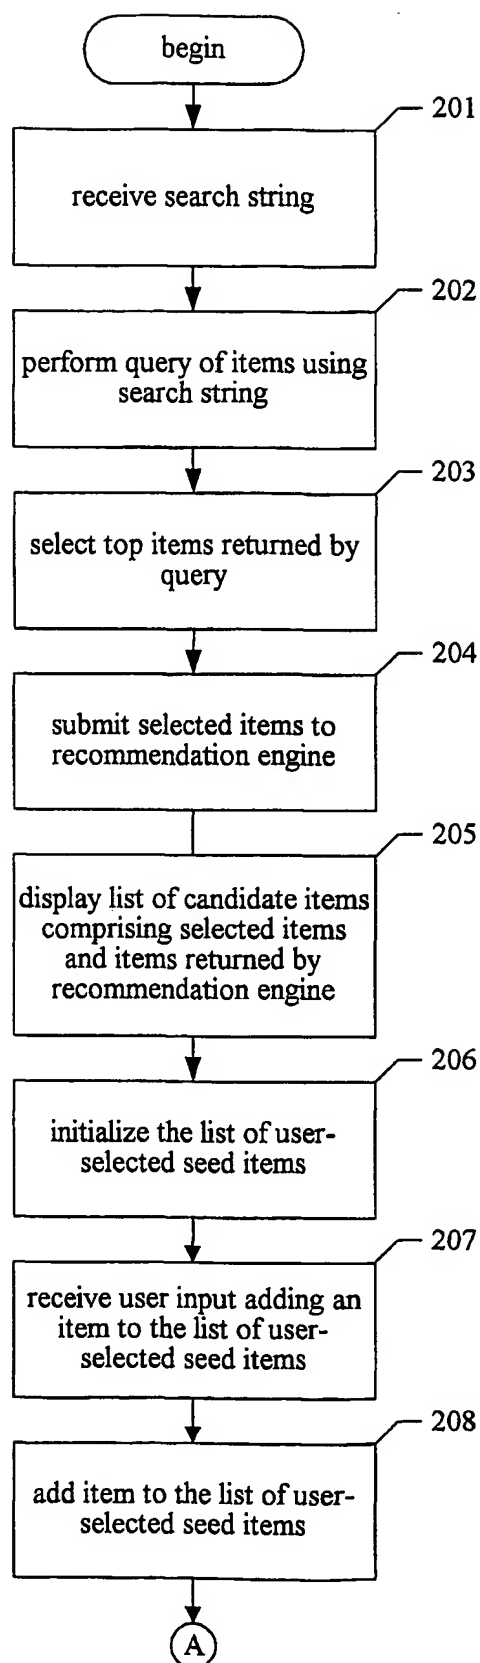 begin
201
receive search string
202
perform query of items using
search string
203
select top items returned by
query
204
submit selected items to
recommendation engine
205
display list of candidate items
comprising selected items
and items returned by
recommendation engine
206
initialize the list of user-
selected seed items
207
receive user input adding an
item to the list of user-
selected seed items
208
add item to the list of user-
selected seed items
A